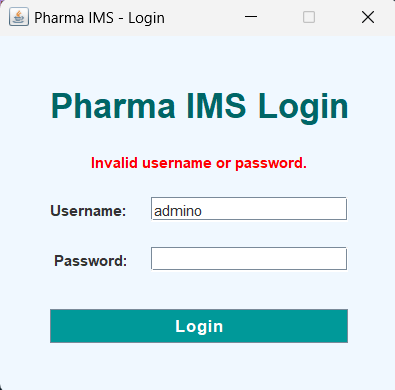 Pharma IMS - Login
Pharma IMS Login
Invalid username or password.
Username: admino
Password:
Login